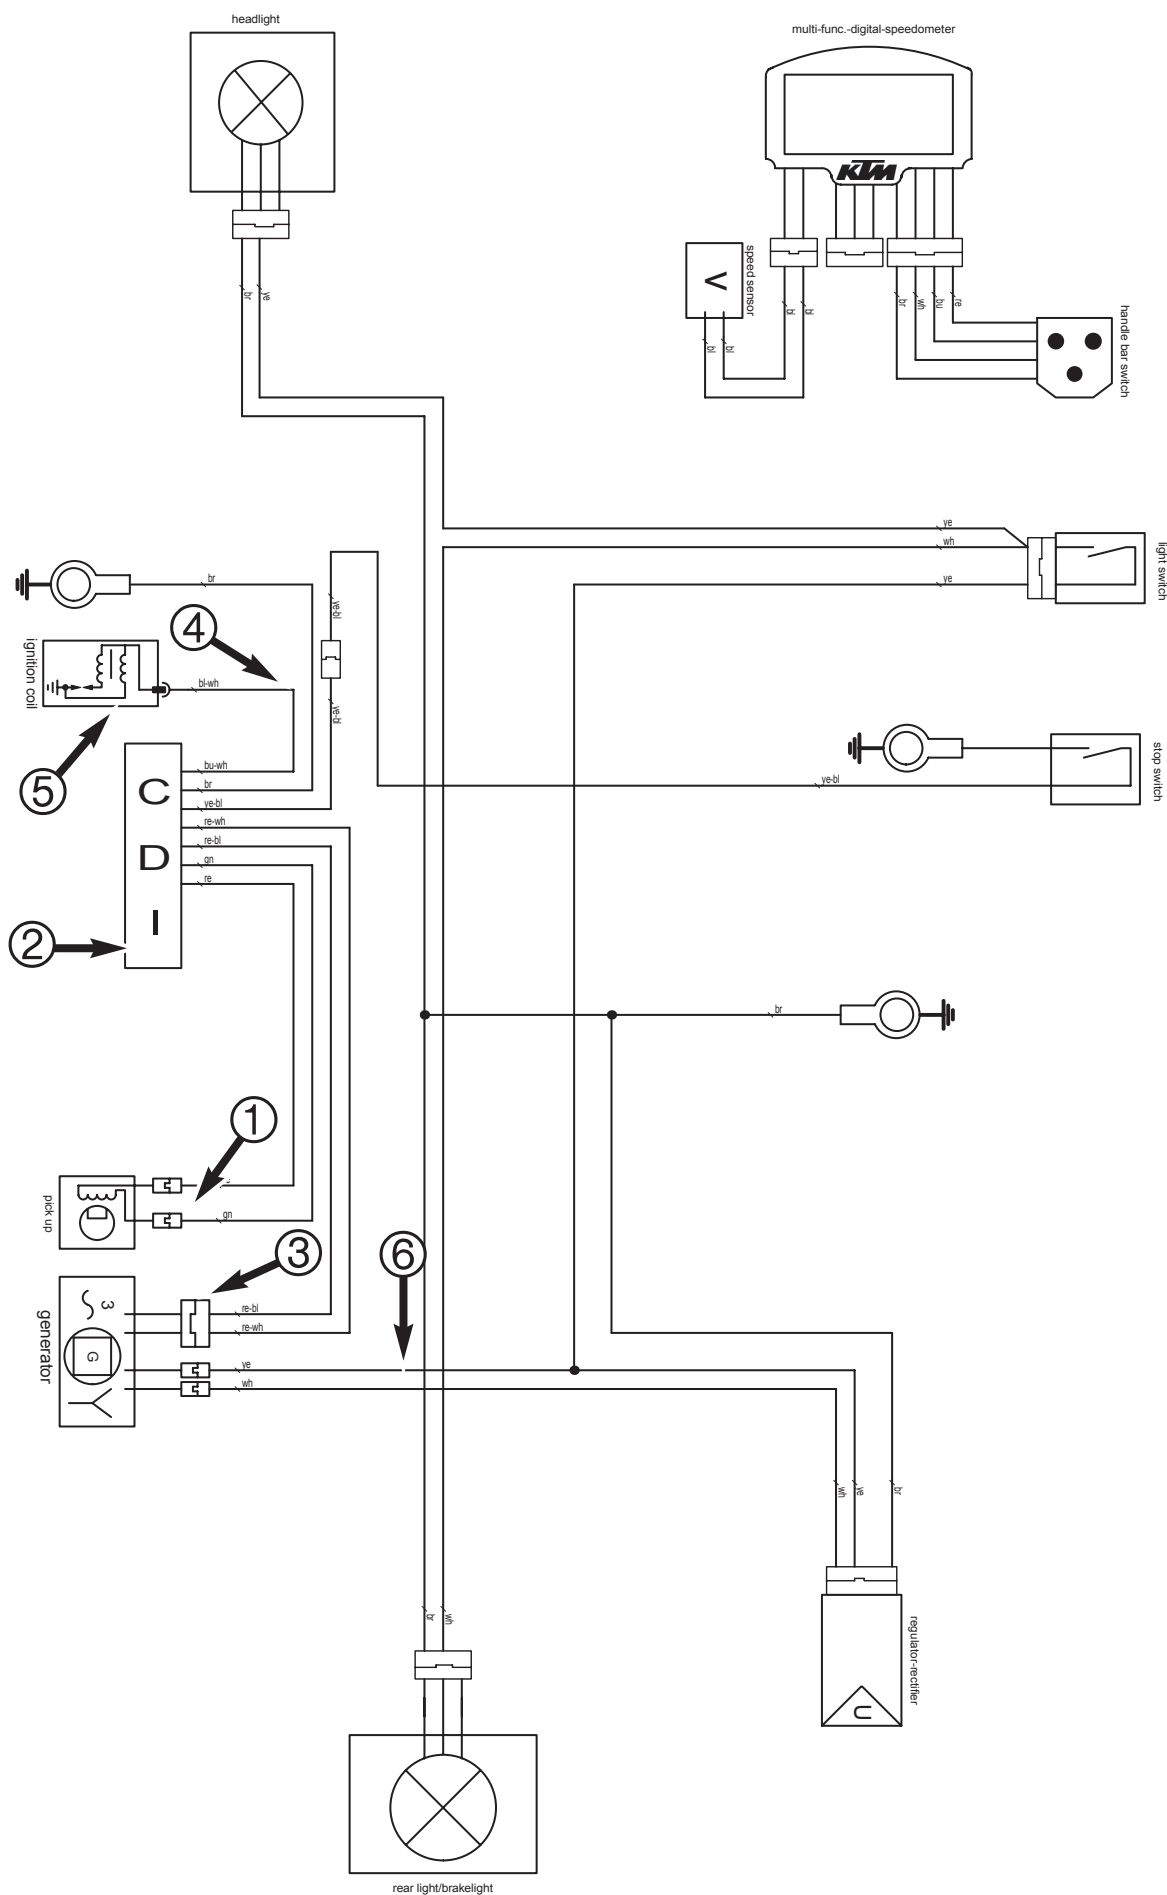 headlight
multi-func.-digital-speedometer
KTM
speed sensor
V
handle bar switch
br
ye
bl
bl
br
wh
bu
re
bl
bl
ye
wh
ye
light switch
br
ye-bl
4
ignition coil
bl-wh
ye-bl
5
stop switch
ye-bl
C
D
I
bu-wh
br
ye-bl
re-wh
re-bl
gn
re
2
br
1
pick up
gn
3
6
generator
3
G
re-bl
re-wh
ye
wh
wh
ye
br
br
wh
regulator-rectifier
U
rear light/brakelight